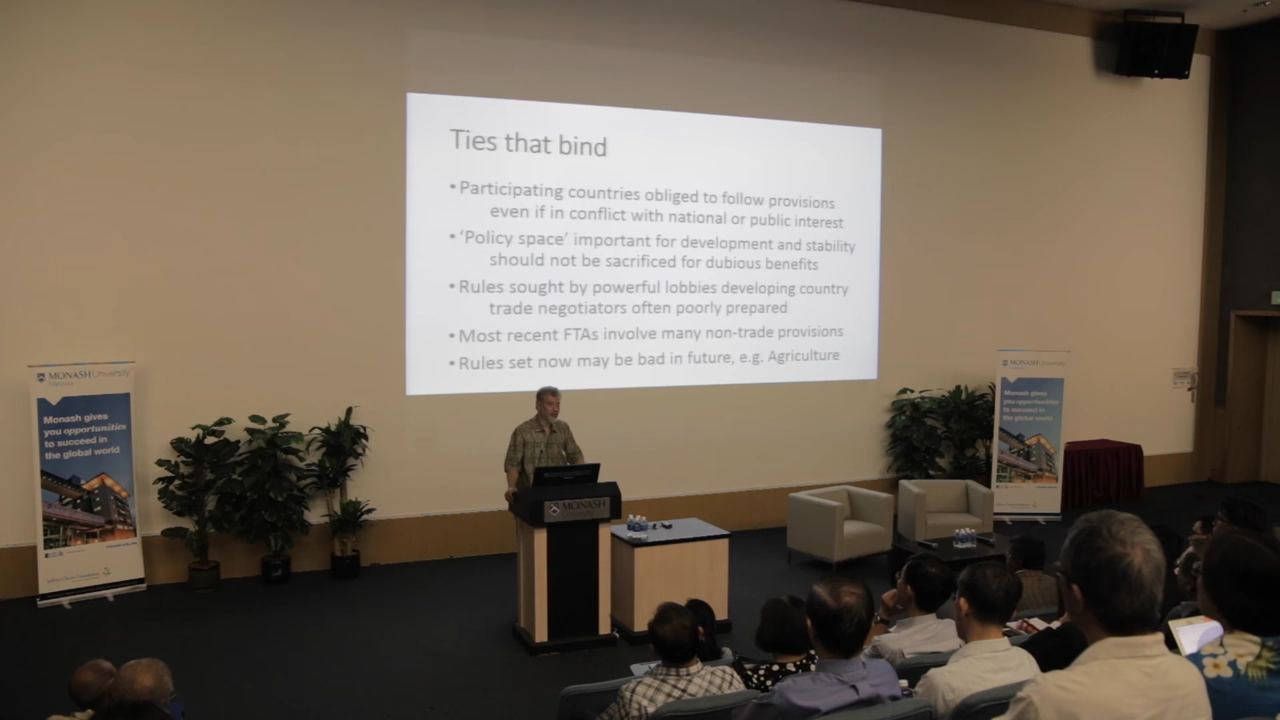 Ties that bind
•Participating countries obliged to follow provisions
even if in conflict with national or public interest
•‘Policy space’ important for development and stability
should not be sacrificed for dubious benefits
•Rules sought by powerful lobbies developing country
trade negotiators often poorly prepared
•Most recent FTAs involve many non-trade provisions
•Rules set now may be bad in future, e.g. Agriculture
MONASH University
Monash gives
you opportunities
to succeed in
the global world
MONASH
University
MONASH University
Monash gives
you opportunities
to succeed in
the global world